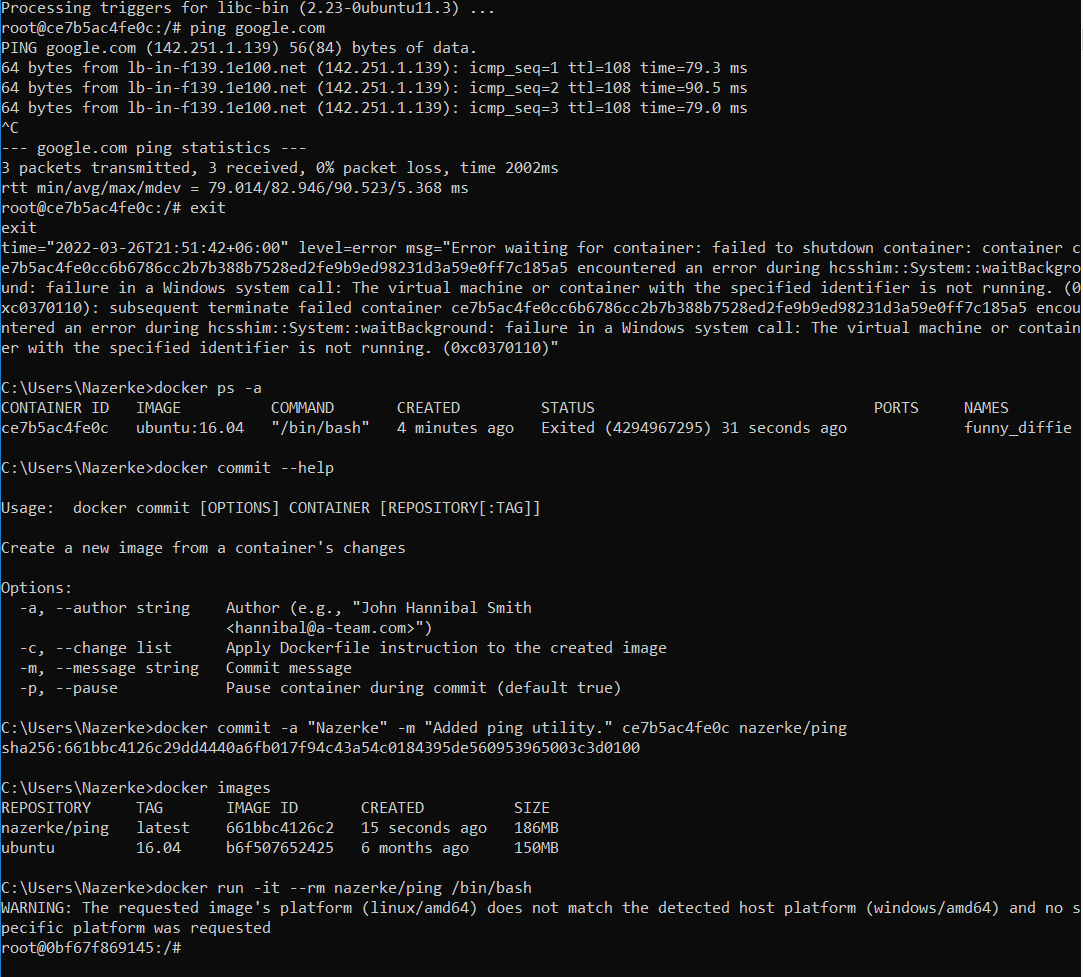 Processing triggers for libc-bin (2.23-0ubuntu11.3) ...
root@ce7b5ac4fe0c:/# ping google.com
PING google.com (142.251.1.139) 56(84) bytes of data.
64 bytes from lb-in-f139.1e100.net (142.251.1.139): icmp_seq=1 ttl=108 time=79.3 ms
64 bytes from lb-in-f139.1e100.net (142.251.1.139): icmp_seq=2 ttl=108 time=90.5 ms
64 bytes from lb-in-f139.1e100.net (142.251.1.139): icmp_seq=3 ttl=108 time=79.0 ms
^C
--- google.com ping statistics ---
3 packets transmitted, 3 received, 0% packet loss, time 2002ms
rtt min/avg/max/mdev = 79.014/82.946/90.523/5.368 ms
root@ce7b5ac4fe0c:/# exit
exit
time="2022-03-26T21:51:42+06:00" level=error msg="Error waiting for container: failed to shutdown container: container c
e7b5ac4fe0cc6b6786cc2b7b388b7528ed2fe9b9ed98231d3a59e0ff7c185a5 encountered an error during hcsshim::System::waitBackgro
und: failure in a Windows system call: The virtual machine or container with the specified identifier is not running. (0
xc0370110): subsequent terminate failed container ce7b5ac4fe0cc6b6786cc2b7b388b7528ed2fe9b9ed98231d3a59e0ff7c185a5 encou
ntered an error during hcsshim::System::waitBackground: failure in a Windows system call: The virtual machine or contain
er with the specified identifier is not running. (0xc0370110)"
C:\Users\Nazerke>docker ps -a
CONTAINER ID   IMAGE          COMMAND       CREATED         STATUS                               PORTS     NAMES
ce7b5ac4fe0c   ubuntu:16.04   "/bin/bash"   4 minutes ago   Exited (4294967295) 31 seconds ago             funny_diffie
C:\Users\Nazerke>docker commit --help
Usage:  docker commit [OPTIONS] CONTAINER [REPOSITORY[:TAG]]
Create a new image from a container's changes
Options:
  -a, --author string    Author (e.g., "John Hannibal Smith
                         <hannibal@a-team.com>")
  -c, --change list      Apply Dockerfile instruction to the created image
  -m, --message string   Commit message
  -p, --pause            Pause container during commit (default true)
C:\Users\Nazerke>docker commit -a "Nazerke" -m "Added ping utility." ce7b5ac4fe0c nazerke/ping
sha256:661bbc4126c29dd4440a6fb017f94c43a54c0184395de560953965003c3d0100
C:\Users\Nazerke>docker images
REPOSITORY     TAG       IMAGE ID       CREATED          SIZE
nazerke/ping   latest    661bbc4126c2   15 seconds ago   186MB
ubuntu         16.04     b6f507652425   6 months ago     150MB
C:\Users\Nazerke>docker run -it --rm nazerke/ping /bin/bash
WARNING: The requested image's platform (linux/amd64) does not match the detected host platform (windows/amd64) and no s
pecific platform was requested
root@0bf67f869145:/#